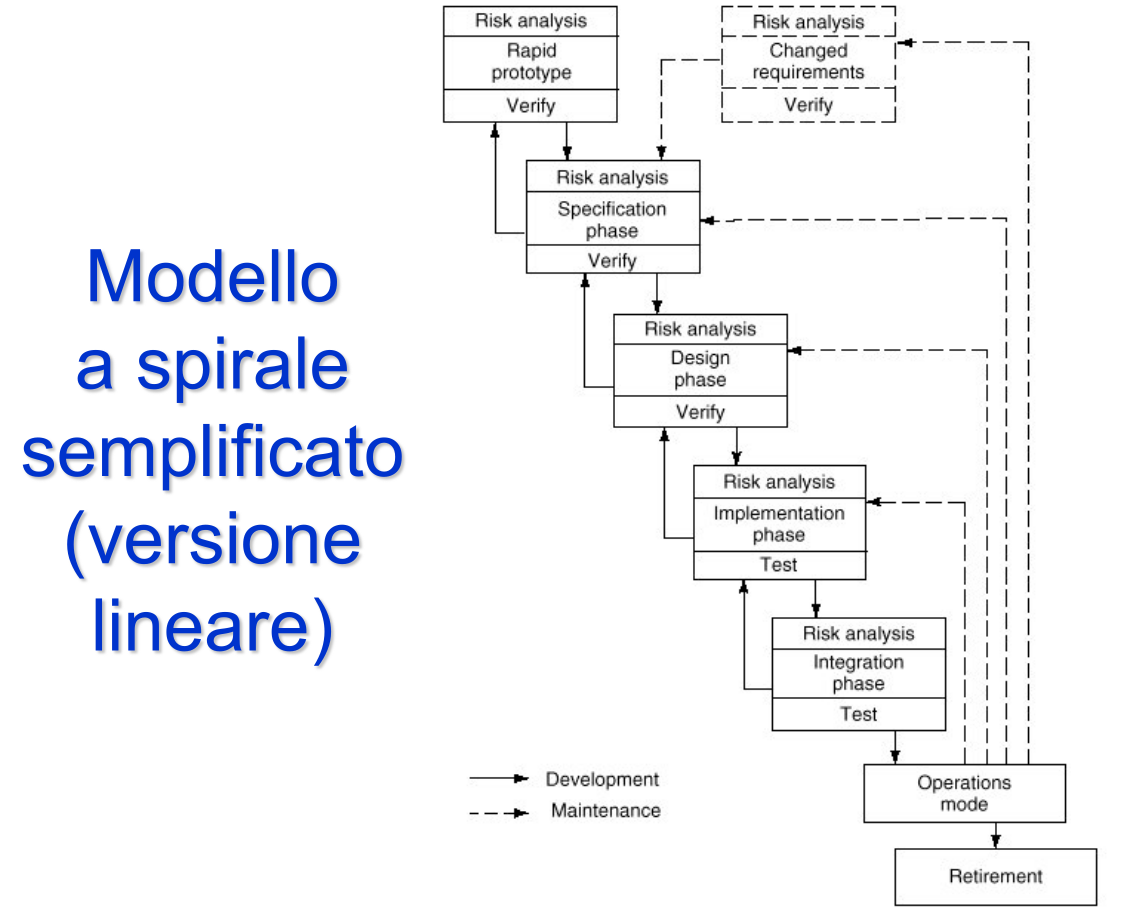 Modello
a spirale
semplificato
(versione
lineare)
Risk analysis
Rapid
prototype
Verify
Risk analysis
Changed
requirements
Verify
Risk analysis
Specification
phase
Verify
Risk analysis
Design
phase
Verify
Risk analysis
Implementation
phase
Test
Risk analysis
Integration
phase
Test
Development
Maintenance
Operations
mode
Retirement